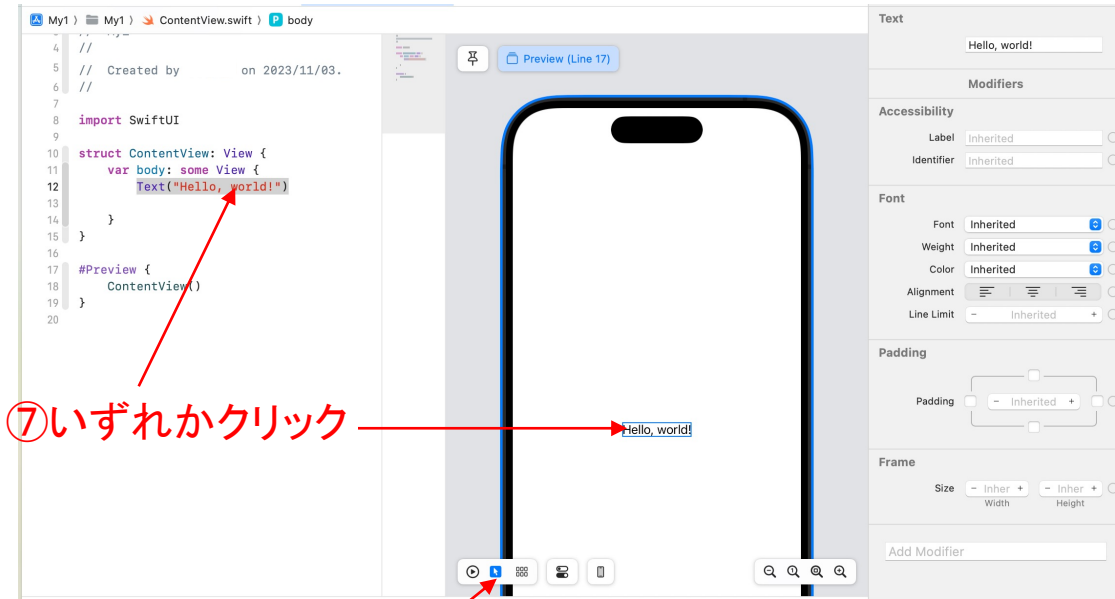 My1 〉 My1 〉 ContentView.swift 〉 P body
4 //
5 // Created by on 2023/11/03.
6 //
7
8 import SwiftUI
9
10 struct ContentView: View {
11 var body: some View {
12 Text("Hello, world!")
13
14 }
15 }
16
17 #Preview {
18 ContentView()
19 }
20
⑦いずれかクリック
Preview (Line 17)
Hello, world!
Text
Hello, world!
Modifiers
Accessibility
Label Inherited
Identifier Inherited
Font
Font Inherited
Weight Inherited
Color Inherited
Alignment
Line Limit - Inherited +
Padding
Padding - Inherited +
Frame
Size - Inher + - Inher +
Width Height
Add Modifier